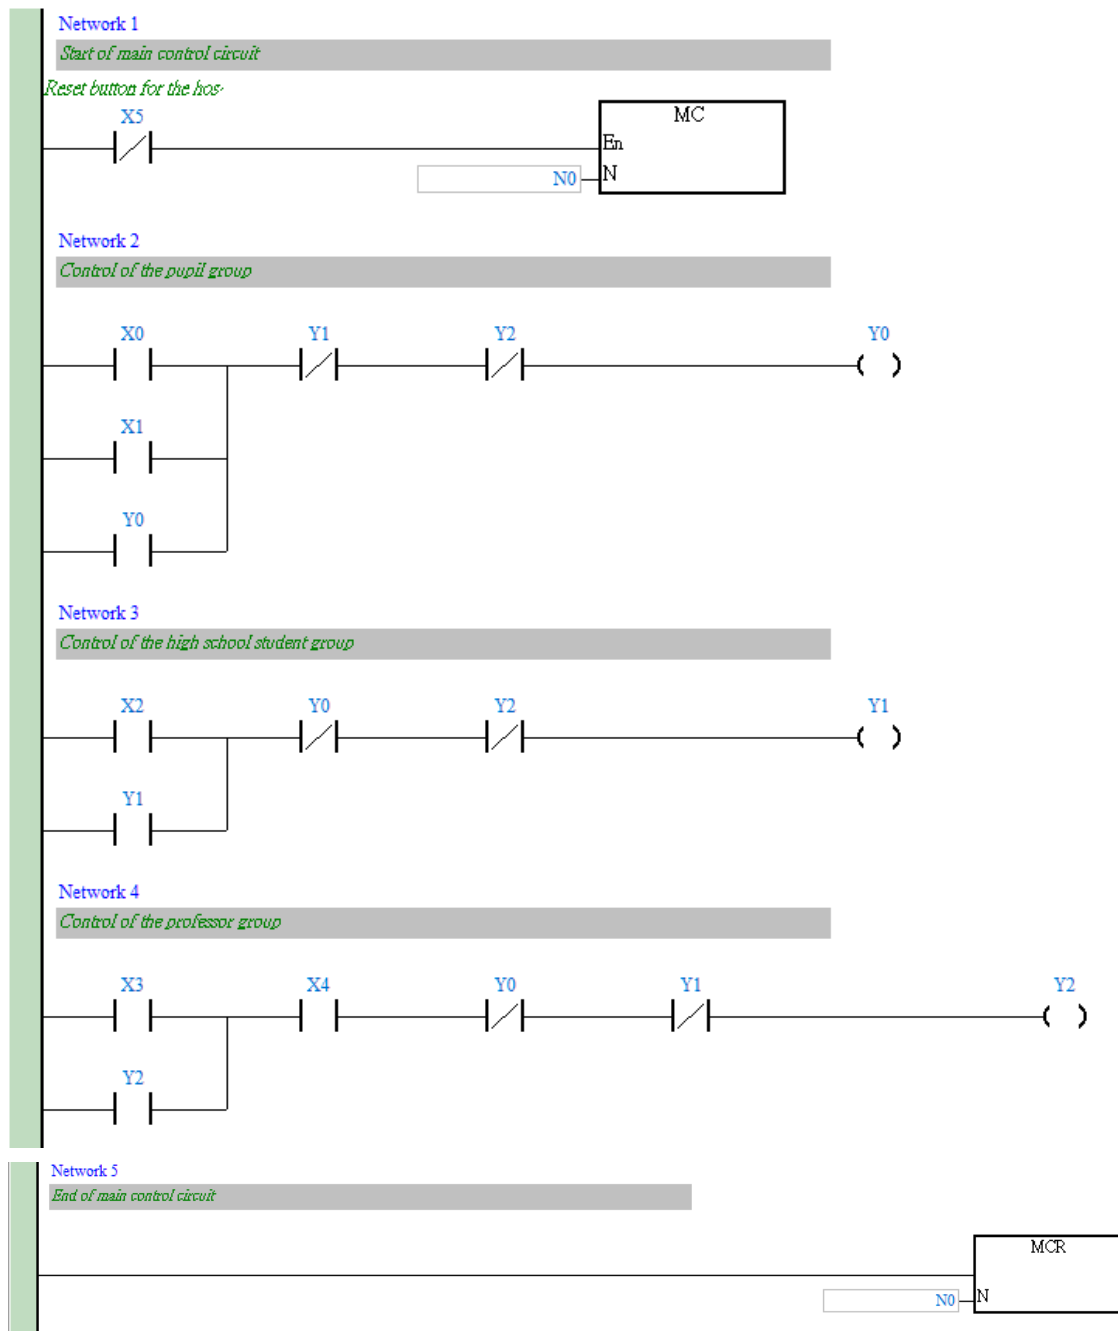 Network 1
Start of main control circuit
Reset button for the hos-
X5
MC
En
N0 N
Network 2
Control of the pupil group
X0 Y1 Y2 Y0
X1
Y0
Network 3
Control of the high school student group
X2 Y0 Y2 Y1
Y1
Network 4
Control of the professor group
X3 X4 Y0 Y1 Y2
Y2
Network 5
End of main control circuit
MCR
N0 N